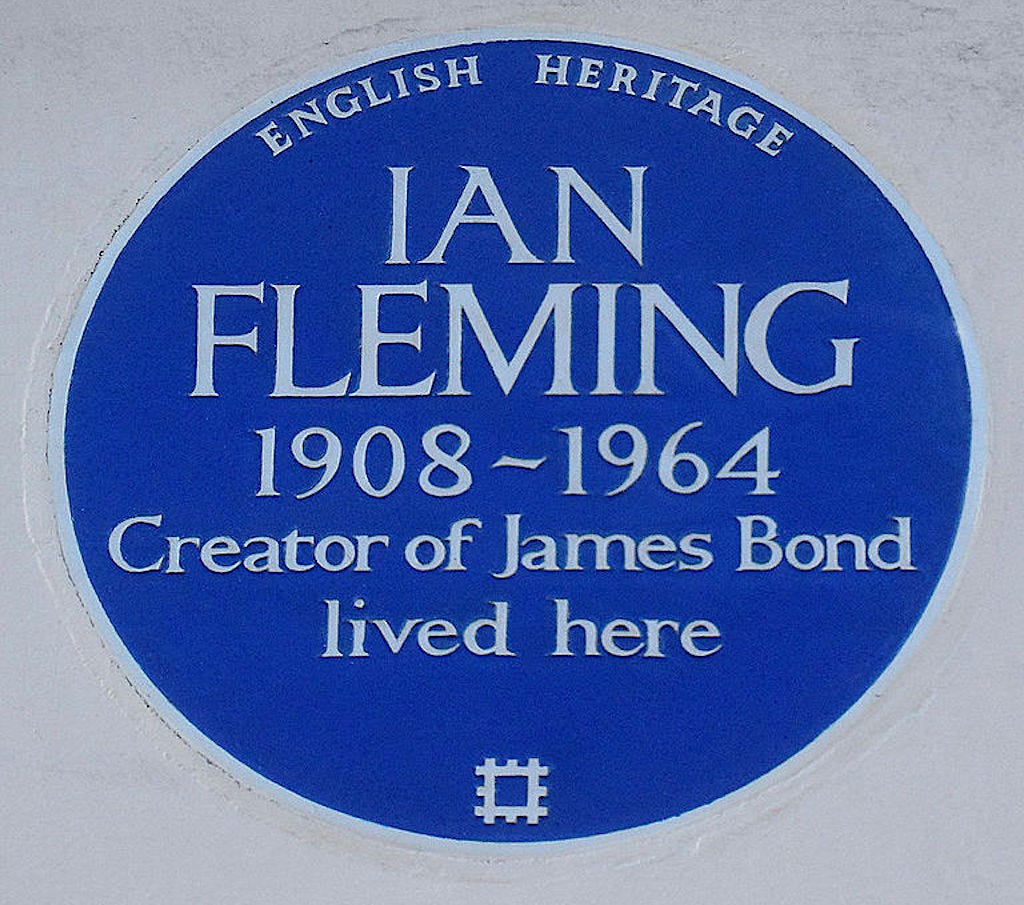 ENGLISH HERITAGE
IAN
FLEMING
1908~1964
Creator of James Bond
lived here